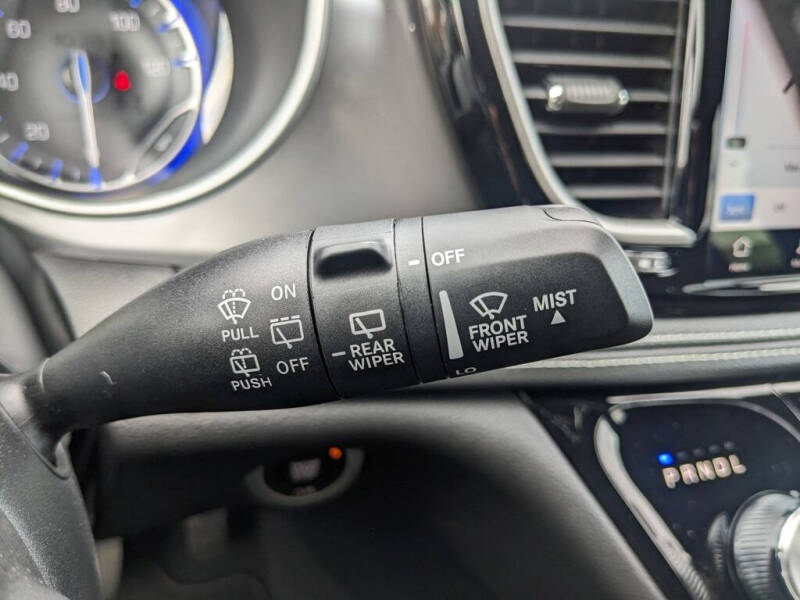 80
100
60
120
40
20
OFF
ON
PULL
OFF
PUSH
REAR
WIPER
FRONT
WIPER
MIST
LO
PRNDL